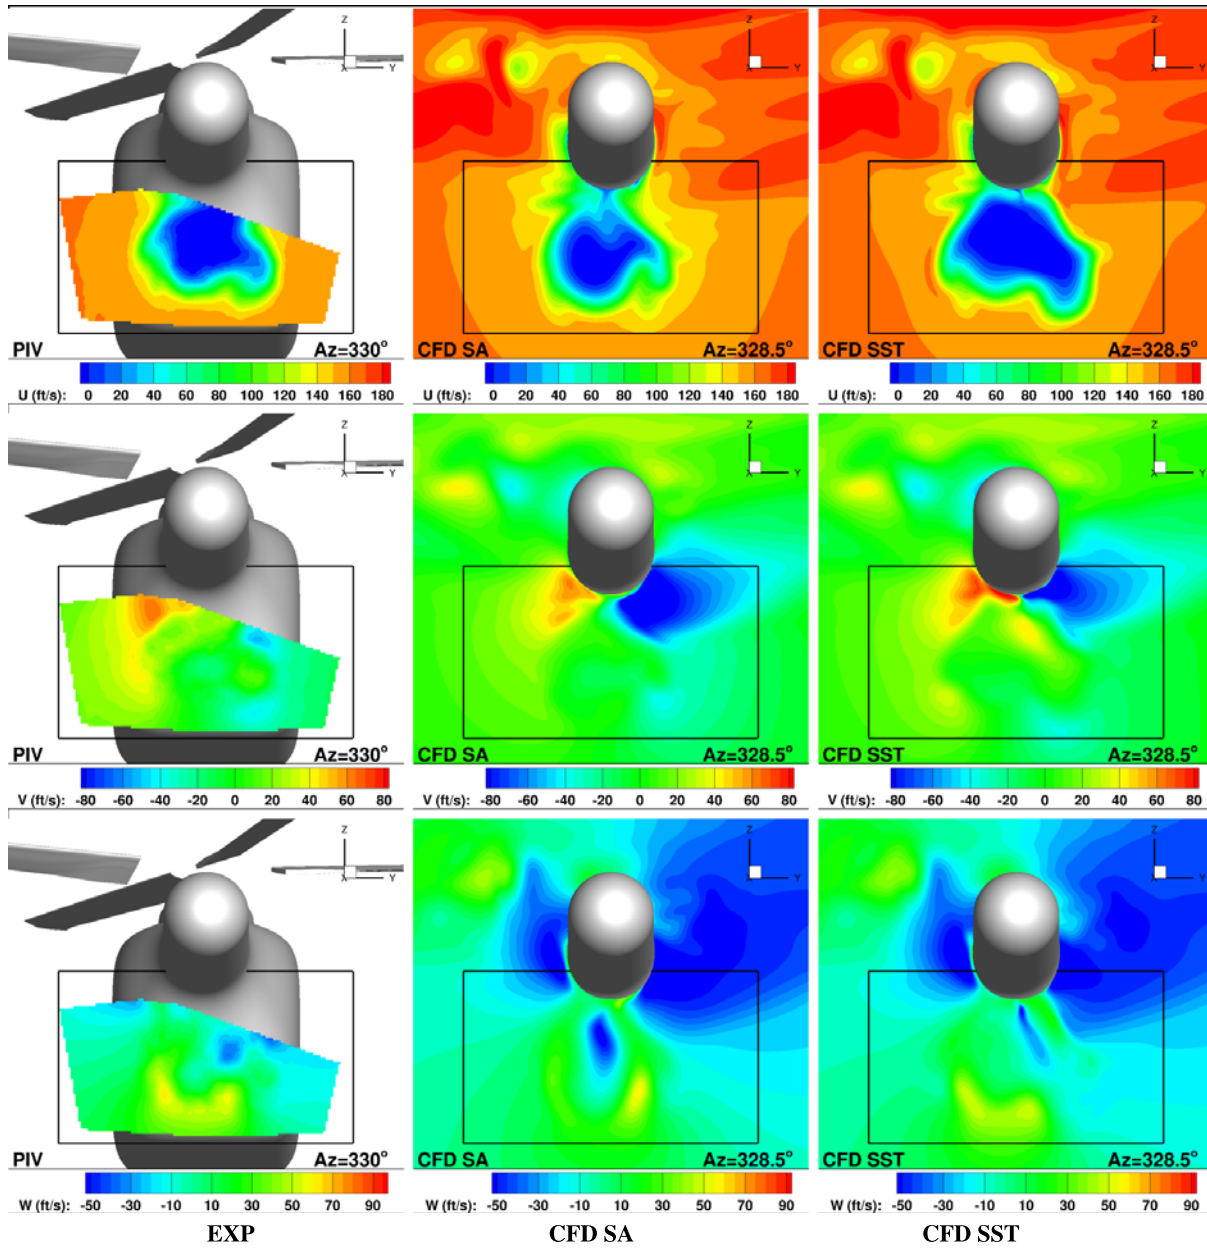 Z
X Y
PIV Az=330°
U (ft/s): 0 20 40 60 80 100 120 140 160 180
Z
X Y
CFD SA Az=328.5°
U (ft/s): 0 20 40 60 80 100 120 140 160 180
Z
X Y
CFD SST Az=328.5°
U (ft/s): 0 20 40 60 80 100 120 140 160 180
Z
X Y
PIV Az=330°
V (ft/s): -80 -60 -40 -20 0 20 40 60 80
Z
X Y
CFD SA Az=328.5°
V (ft/s): -80 -60 -40 -20 0 20 40 60 80
Z
X Y
CFD SST Az=328.5°
V (ft/s): -80 -60 -40 -20 0 20 40 60 80
Z
X Y
PIV Az=330°
W (ft/s): -50 -30 -10 10 30 50 70 90
Z
X Y
CFD SA Az=328.5°
W (ft/s): -50 -30 -10 10 30 50 70 90
Z
X Y
CFD SST Az=328.5°
W (ft/s): -50 -30 -10 10 30 50 70 90
EXP CFD SA CFD SST